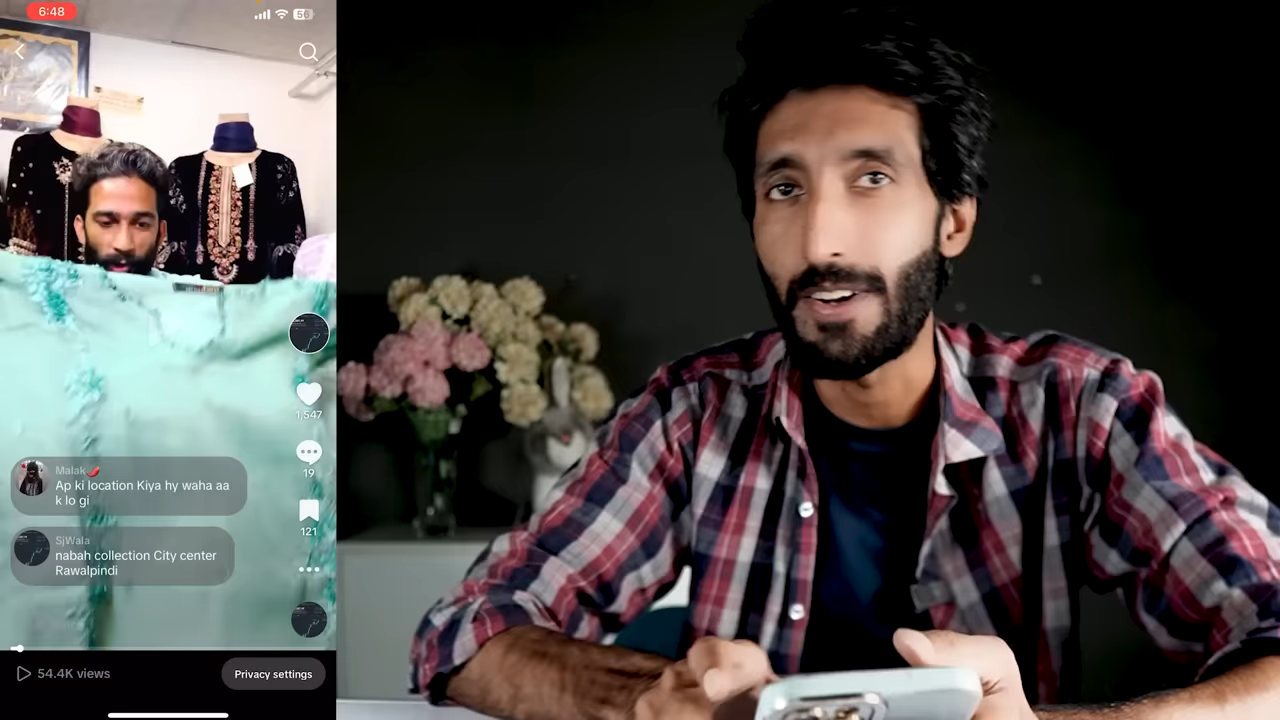 6:48
56
1,547
Malak🌶️
Ap ki location Kiya hy waha aa
k lo gi
19
121
SjWala
nabah collection City center
Rawalpindi
54.4K views
Privacy settings